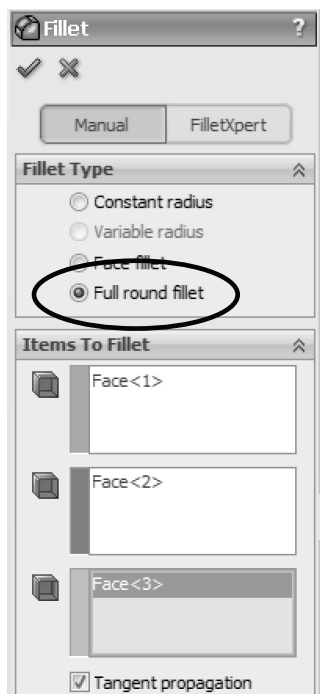 Fillet ?
Manual FilletXpert
Fillet Type
Constant radius
Variable radius
Face fillet
Full round fillet
Items To Fillet
Face<1>
Face<2>
Face<3>
Tangent propagation